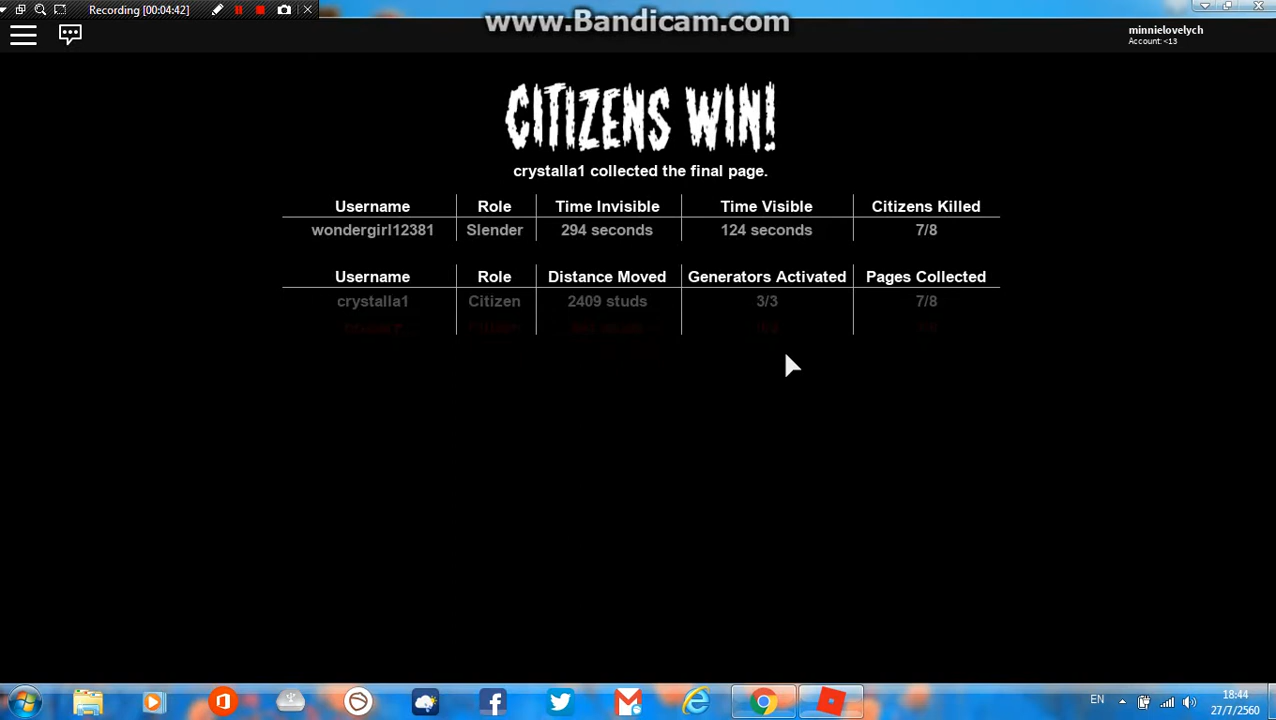 Recording [00:04:42]
www.Bandicam.com
minnielovelych
Account: <13
CITIZENS WIN!
crystalla1 collected the final page.
Username Role Time Invisible Time Visible Citizens Killed
wondergirl12381 Slender 294 seconds 124 seconds 7/8
Username Role Distance Moved Generators Activated Pages Collected
crystalla1 Citizen 2409 studs 3/3 7/8
EN
18:44
27/7/2560